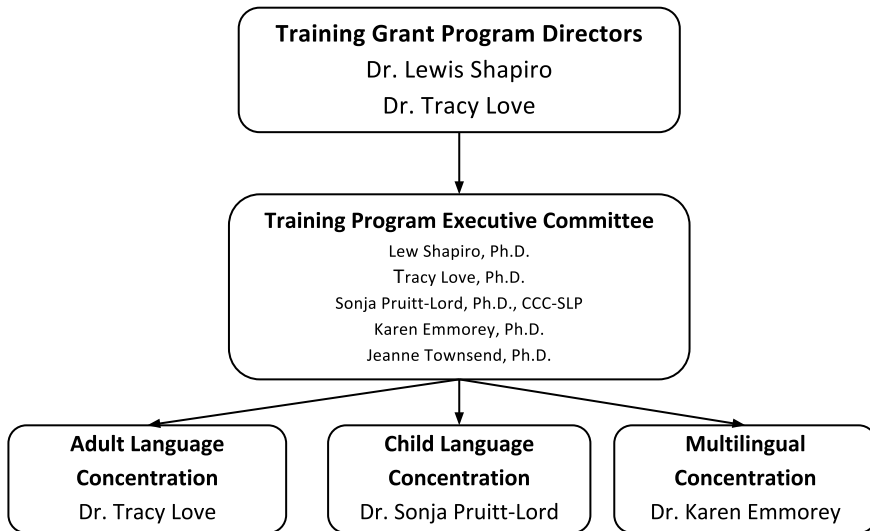 Training Grant Program Directors
Dr. Lewis Shapiro
Dr. Tracy Love
Training Program Executive Committee
Lew Shapiro, Ph.D.
Tracy Love, Ph.D.
Sonja Pruitt-Lord, Ph.D., CCC-SLP
Karen Emmorey, Ph.D.
Jeanne Townsend, Ph.D.
Adult Language
Concentration
Dr. Tracy Love
Child Language
Concentration
Dr. Sonja Pruitt-Lord
Multilingual
Concentration
Dr. Karen Emmorey